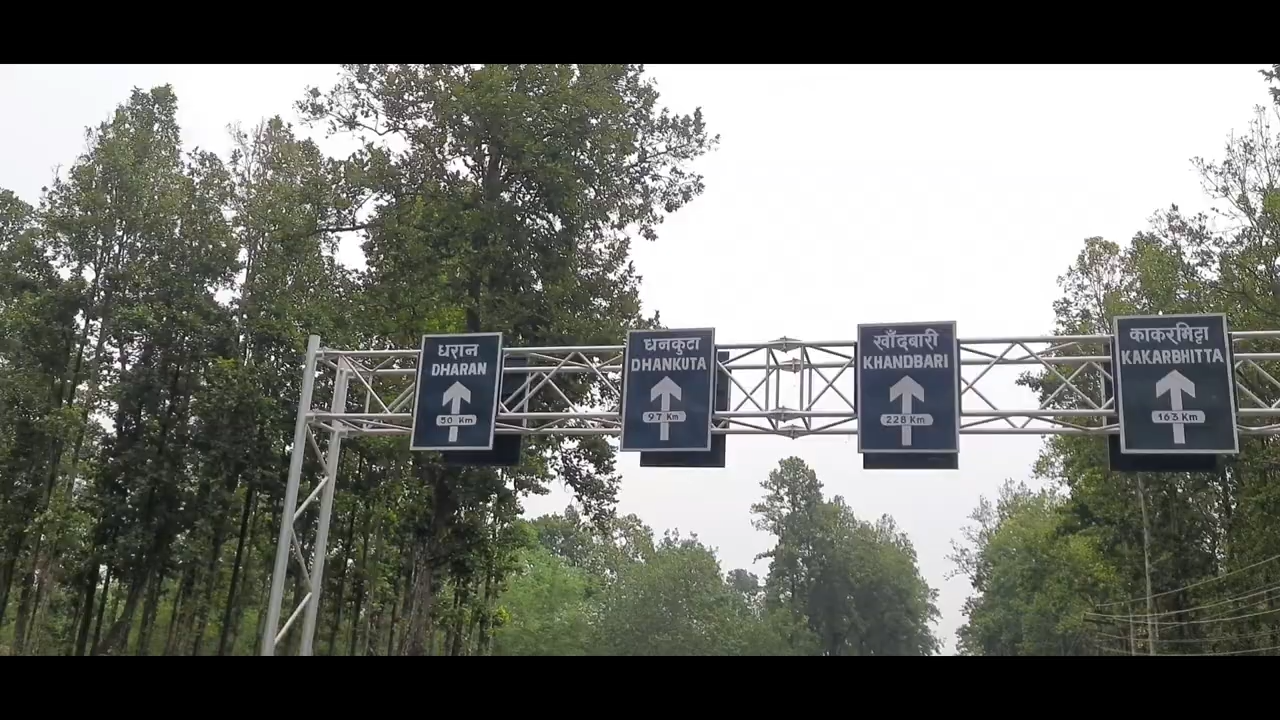 धरान
DHARAN
50 Km
धनकुटा
DHANKUTA
97 Km
खाँदबारी
KHANDBARI
228 Km
काकरभिट्टा
KAKARBHITTA
163 Km